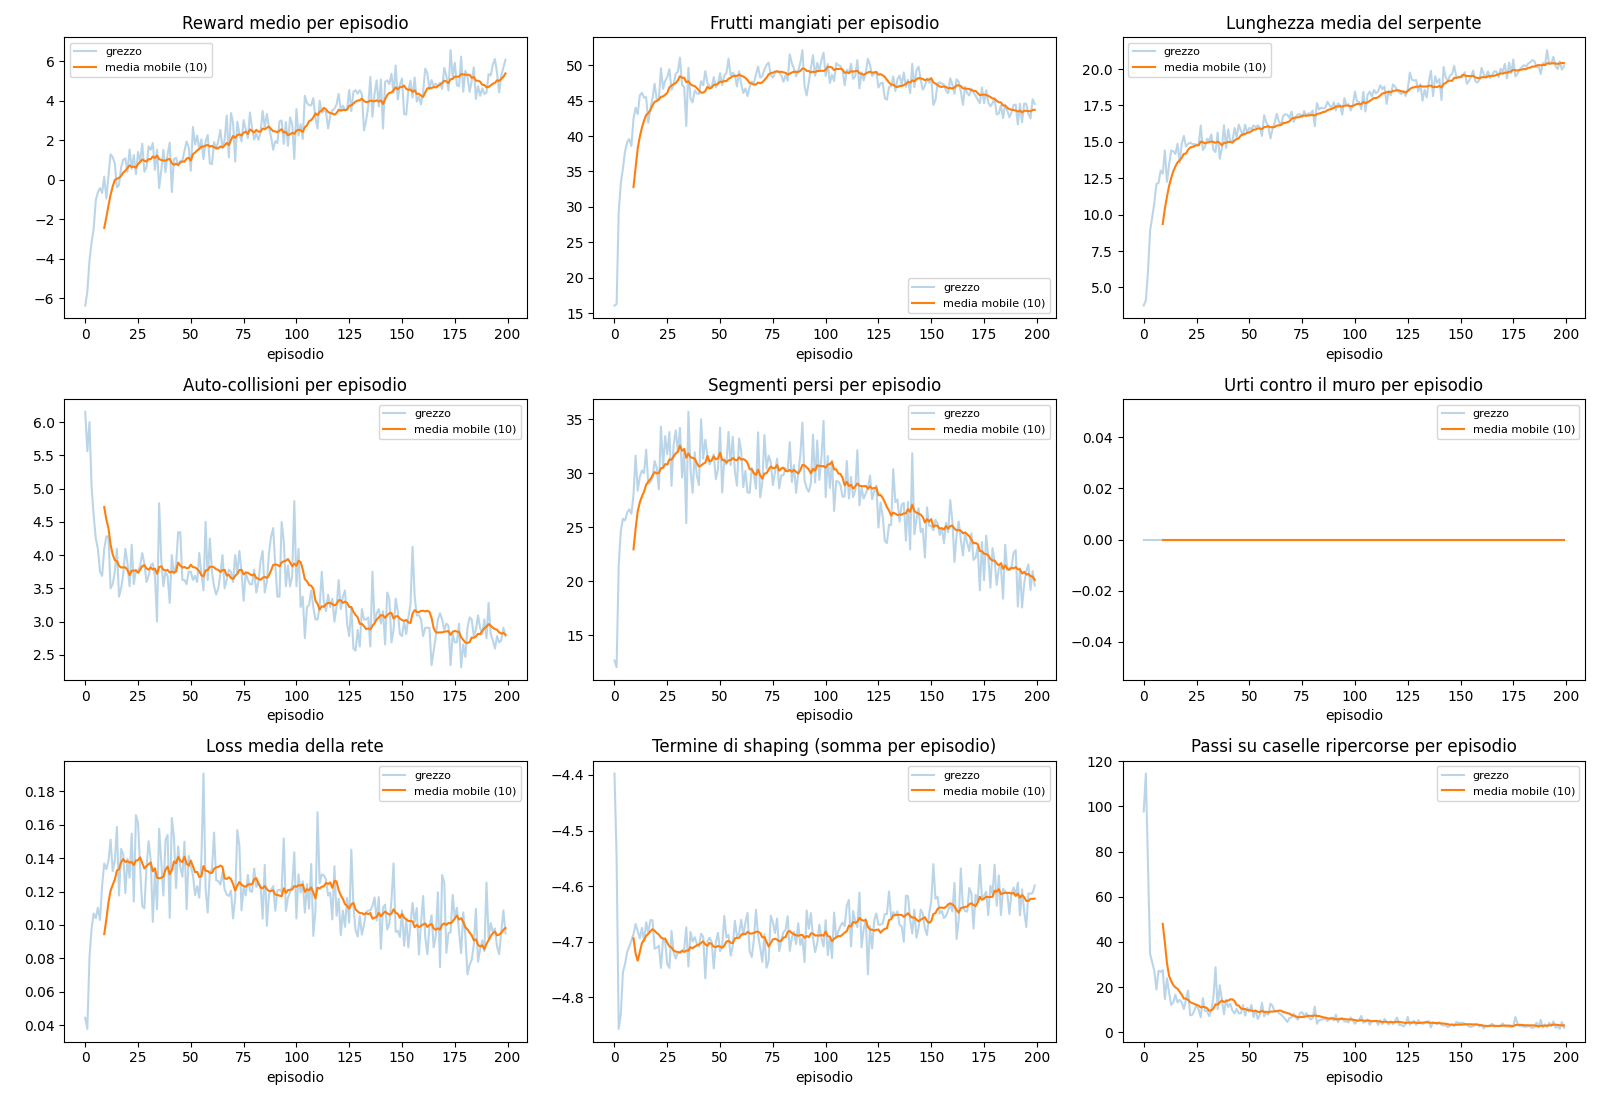 Reward medio per episodio
grezzo
media mobile (10)
6
4
2
0
−2
−4
−6
0 25 50 75 100 125 150 175 200
episodio
Frutti mangiati per episodio
50
45
40
35
30
25
20
15
grezzo
media mobile (10)
0 25 50 75 100 125 150 175 200
episodio
Lunghezza media del serpente
grezzo
media mobile (10)
20.0
17.5
15.0
12.5
10.0
7.5
5.0
0 25 50 75 100 125 150 175 200
episodio
Auto-collisioni per episodio
grezzo
media mobile (10)
6.0
5.5
5.0
4.5
4.0
3.5
3.0
2.5
0 25 50 75 100 125 150 175 200
episodio
Segmenti persi per episodio
grezzo
media mobile (10)
35
30
25
20
15
0 25 50 75 100 125 150 175 200
episodio
Urti contro il muro per episodio
grezzo
media mobile (10)
0.04
0.02
0.00
−0.02
−0.04
0 25 50 75 100 125 150 175 200
episodio
Loss media della rete
grezzo
media mobile (10)
0.18
0.16
0.14
0.12
0.10
0.08
0.06
0.04
0 25 50 75 100 125 150 175 200
episodio
Termine di shaping (somma per episodio)
grezzo
media mobile (10)
−4.4
−4.5
−4.6
−4.7
−4.8
0 25 50 75 100 125 150 175 200
episodio
Passi su caselle ripercorse per episodio
grezzo
media mobile (10)
120
100
80
60
40
20
0
0 25 50 75 100 125 150 175 200
episodio